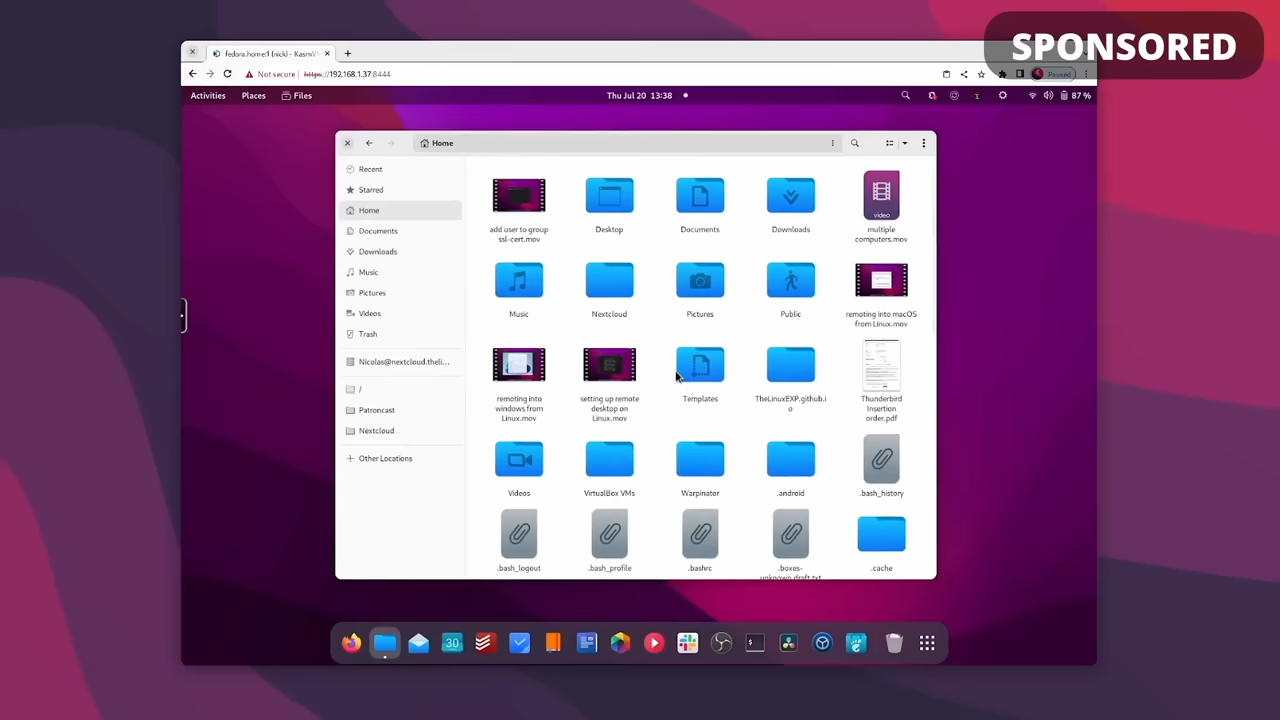 SPONSORED
fedora.home:1 (nick) - KasmV
Not secure https://192.168.1.37:8444
Paused
Activities Places Files Thu Jul 20 13:38 87 %
Home
Recent
Starred
Home
Documents
Downloads
Music
Pictures
Videos
Trash
Nicolas@nextcloud.theli...
/
Patroncast
Nextcloud
Other Locations
add user to group
ssl-cert.mov
Desktop
Documents
Downloads
video
multiple
computers.mov
Music
Nextcloud
Pictures
Public
remoting into macOS
from Linux.mov
remoting into
windows from
Linux.mov
setting up remote
desktop on
Linux.mov
Templates
TheLinuxEXP.github.i
o
Thunderbird
Insertion
order.pdf
Videos
VirtualBox VMs
Warpinator
.android
.bash_history
.bash_logout
.bash_profile
.bashrc
.boxes-
unknown.draft.txt
.cache
30